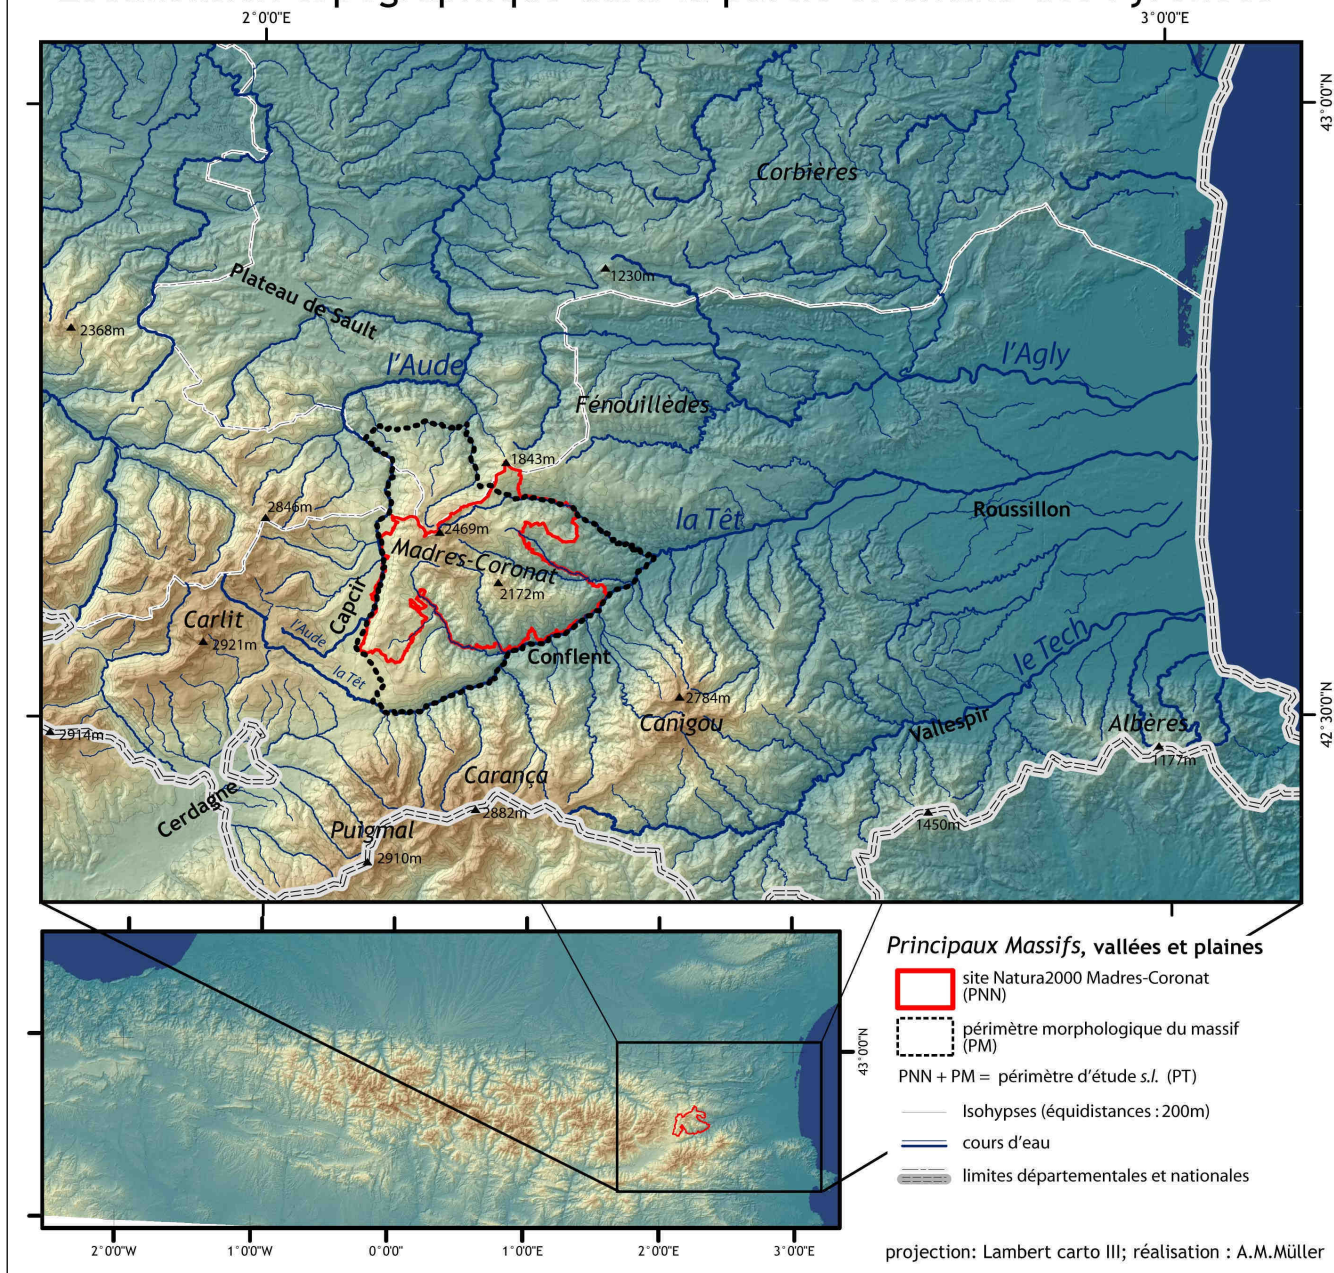 2°0'0"E
3°0'0"E
43°0'0"N
Corbières
1230m
Plateau de Sault
2368m
l'Aude
l'Agly
Fénouillèdes
1843m
2846m
la Têt
Roussillon
2469m
Madres-Coronat
2172m
Capcir
Carlit
2921m
l'Aude
le Tech
Conflent
la Têt
2784m
Canigou
Vallespir
Albères
42°30'0"N
2914m
1177m
Carança
Cerdagne
2882m
1450m
Puigmal
2910m
Principaux Massifs, vallées et plaines
site Natura2000 Madres-Coronat
(PNN)
périmètre morphologique du massif
(PM)
PNN + PM = périmètre d'étude s.l. (PT)
Isohypses (équidistances : 200m)
cours d'eau
limites départementales et nationales
43°0'0"N
2°0'0"W
1°0'0"W
0°0'0"
1°0'0"E
2°0'0"E
3°0'0"E
projection: Lambert carto III; réalisation : A.M.Müller